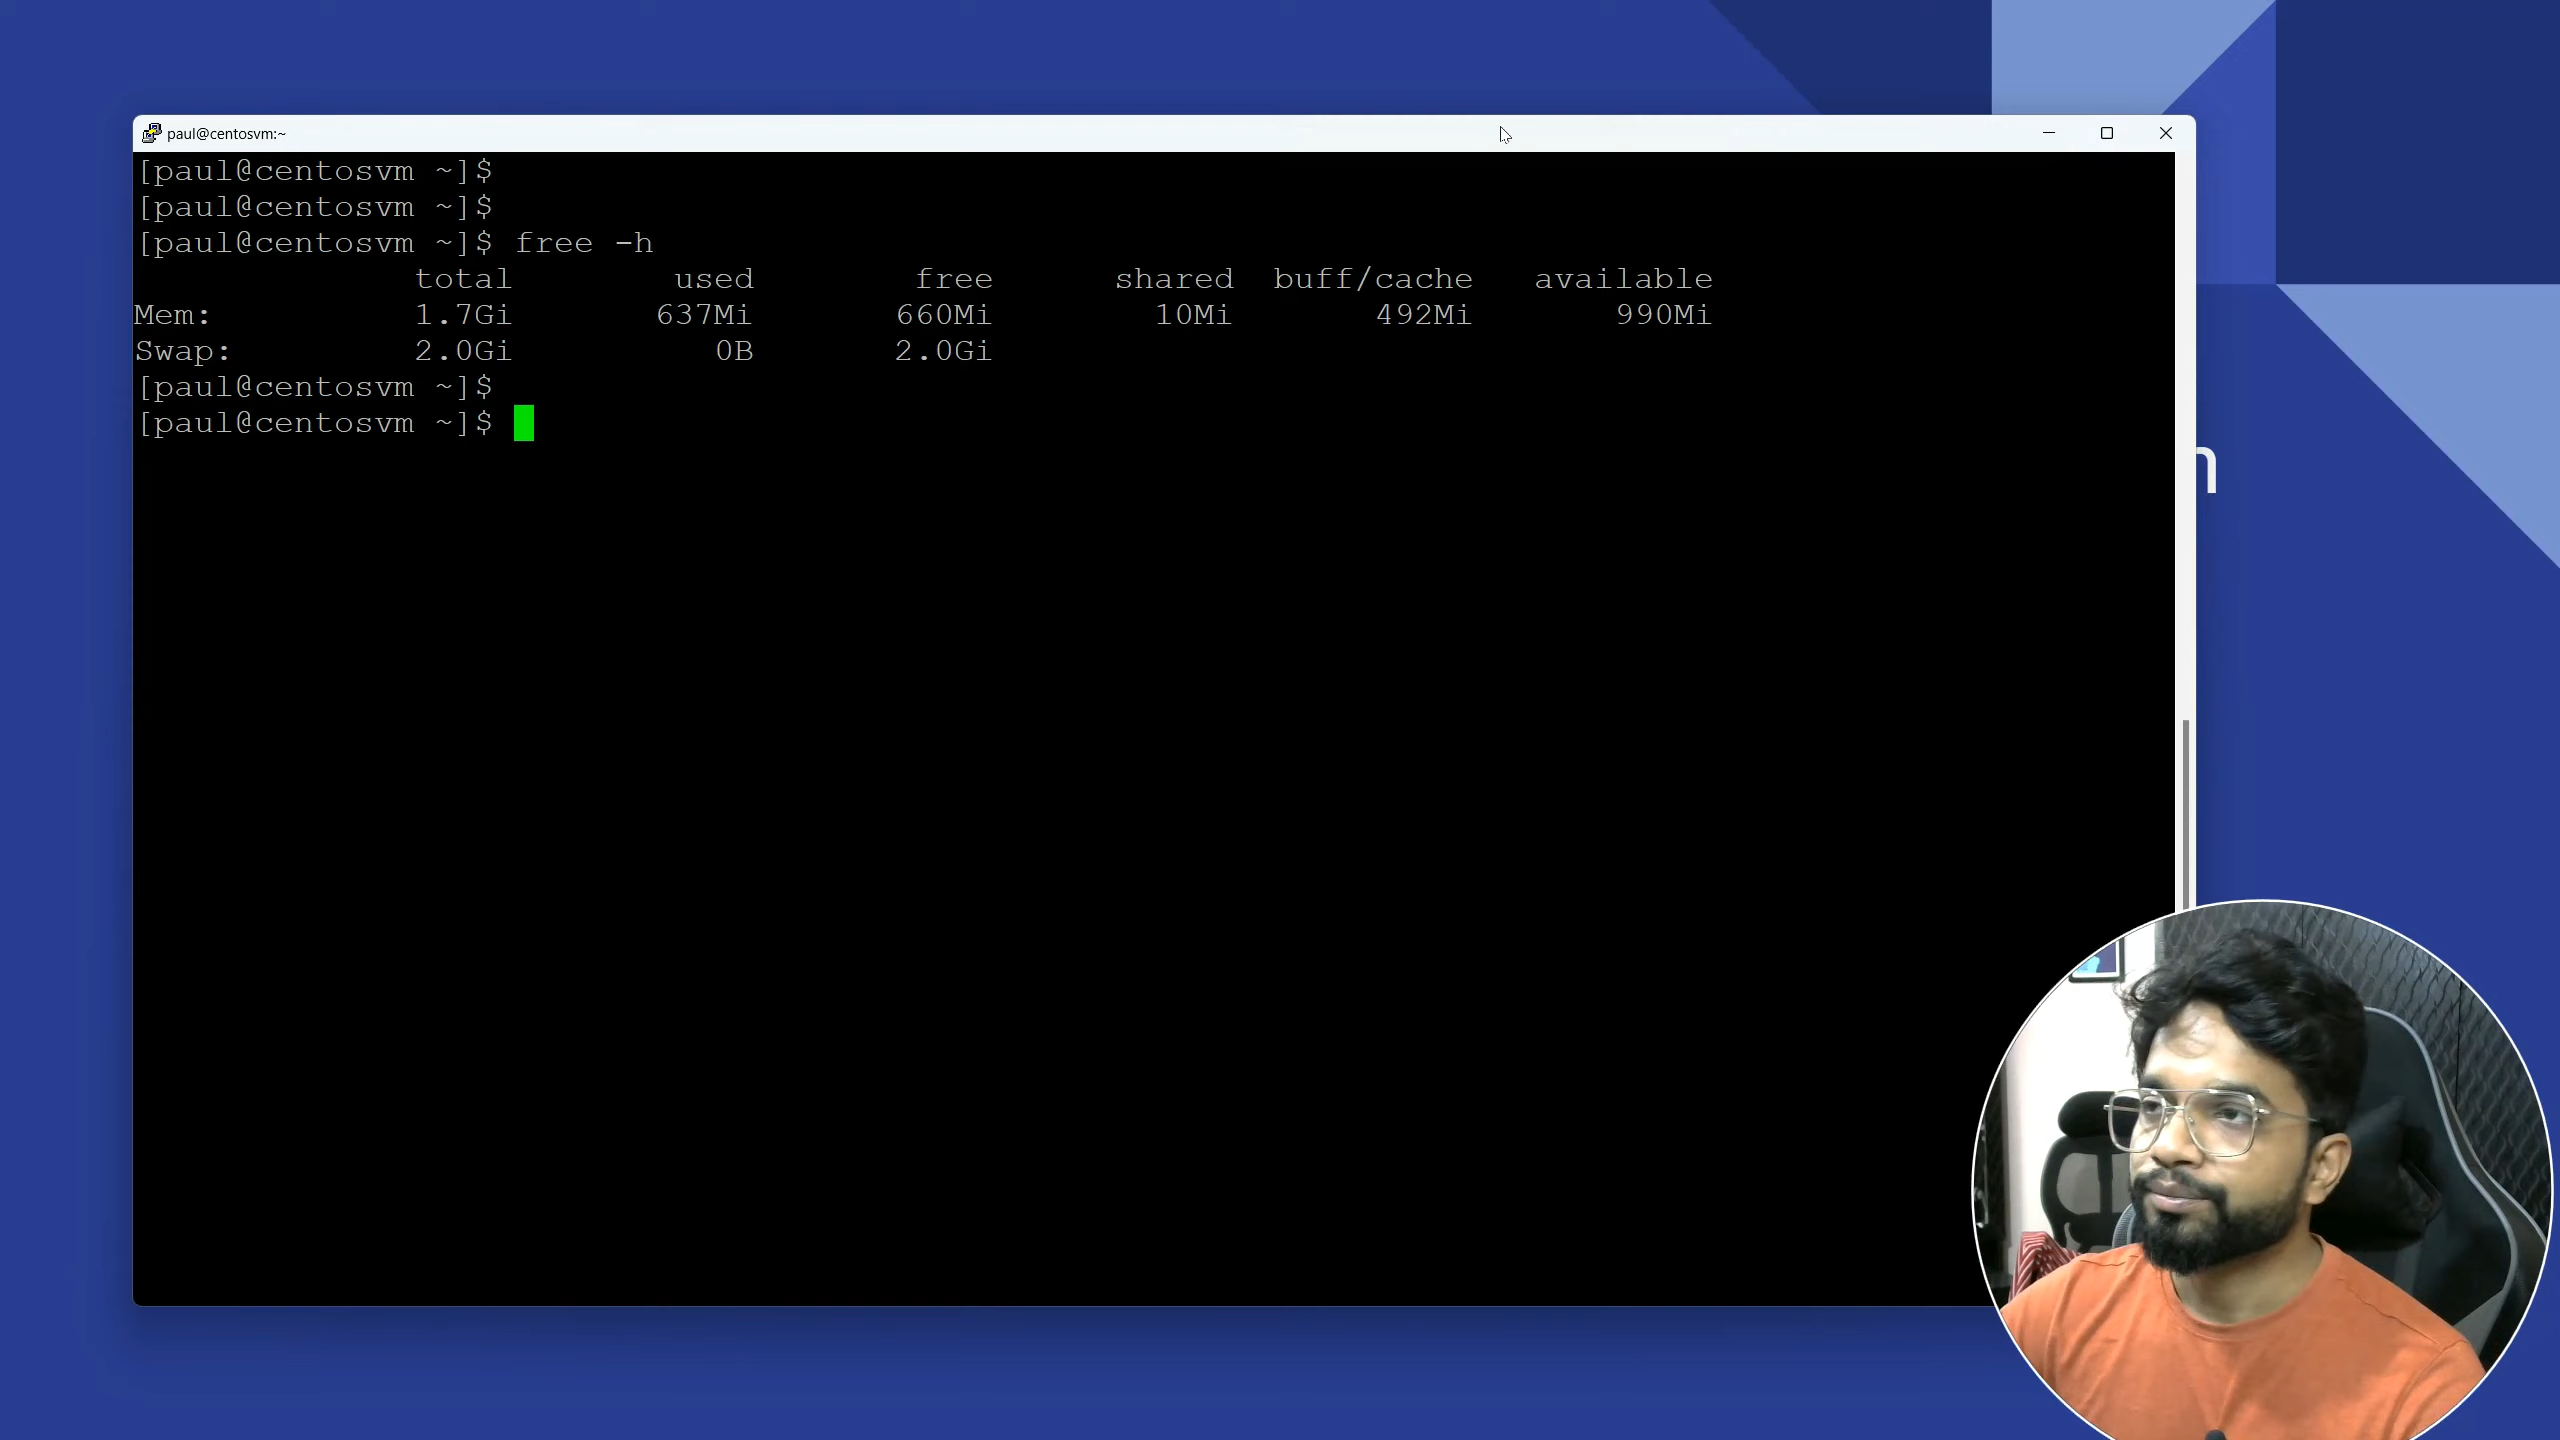 paul@centosvm:~
[paul@centosvm ~]$
[paul@centosvm ~]$
[paul@centosvm ~]$ free -h
total used free shared buff/cache available
Mem: 1.7Gi 637Mi 660Mi 10Mi 492Mi 990Mi
Swap: 2.0Gi 0B 2.0Gi
[paul@centosvm ~]$
[paul@centosvm ~]$
n